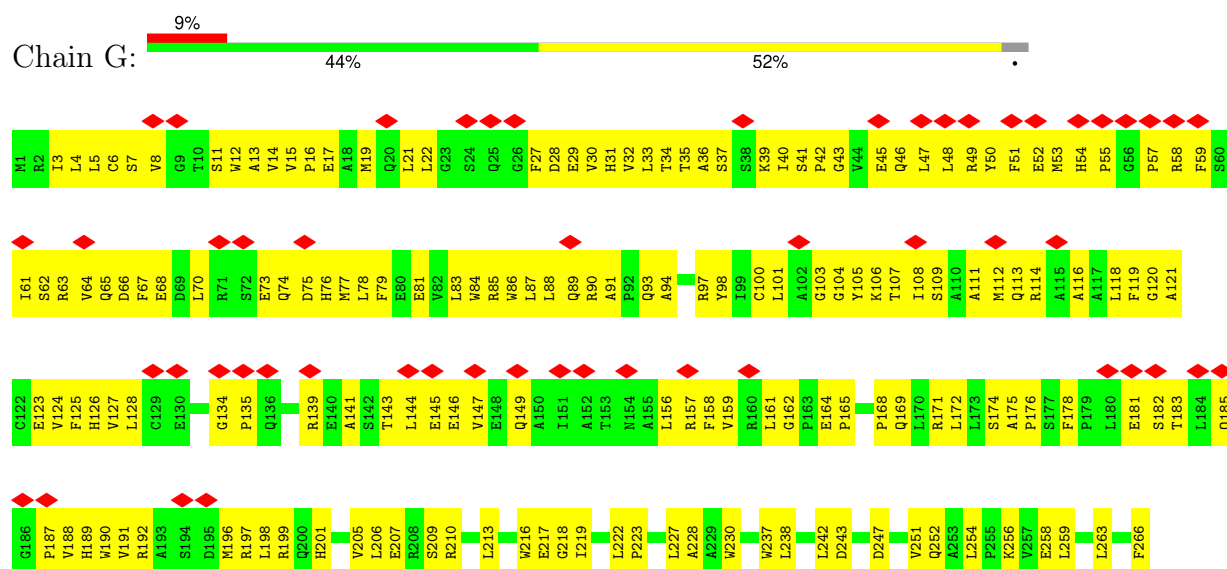 9%
Chain G:
44% 52% •
M1 R2 I3 L4 L5 C6 S7 V8 G9 T10 S11 W12 A13 V14 V15 P16 E17 A18 M19 Q20 L21 L22 G23 S24 Q25 G26 F27 D28 E29 V30 H31 V32 L33 T34 T35 A36 S37 S38 K39 I40 S41 P42 G43 V44 E45 Q46 L47 L48 R49 Y50 F51 E52 M53 H54 P55 G56 P57 R58 F59 S60
I61 S62 R63 V64 Q65 D66 F67 E68 D69 L70 R71 S72 E73 Q74 D75 H76 M77 L78 F79 E80 E81 V82 L83 W84 R85 W86 L87 L88 Q89 R90 A91 P92 Q93 A94 R97 Y98 I99 C100 L101 A102 G103 G104 Y105 K106 T107 I108 S109 A110 A111 M112 Q113 R114 A115 A116 A117 L118 F119 G120 A121
C122 E123 V124 F125 H126 V127 L128 C129 E130 G134 P135 Q136 R139 E140 A141 S142 T143 L144 E145 E146 V147 E148 Q149 A150 I151 A152 T153 N154 A155 L156 R157 F158 V159 R160 L161 G162 P163 E164 P165 P168 Q169 L170 R171 L172 L173 S174 A175 P176 S177 F178 P179 L180 E181 S182 T183 L184 Q185
G186 P187 V188 H189 W190 V191 R192 A193 S194 D195 M196 R197 L198 R199 Q200 H201 V205 L206 E207 R208 S209 R210 L213 W216 E217 G218 I219 L222 P223 L227 A228 A229 W230 W237 L238 L242 D243 D247 V251 Q252 A253 L254 P255 K256 V257 E258 L259 L263 F266